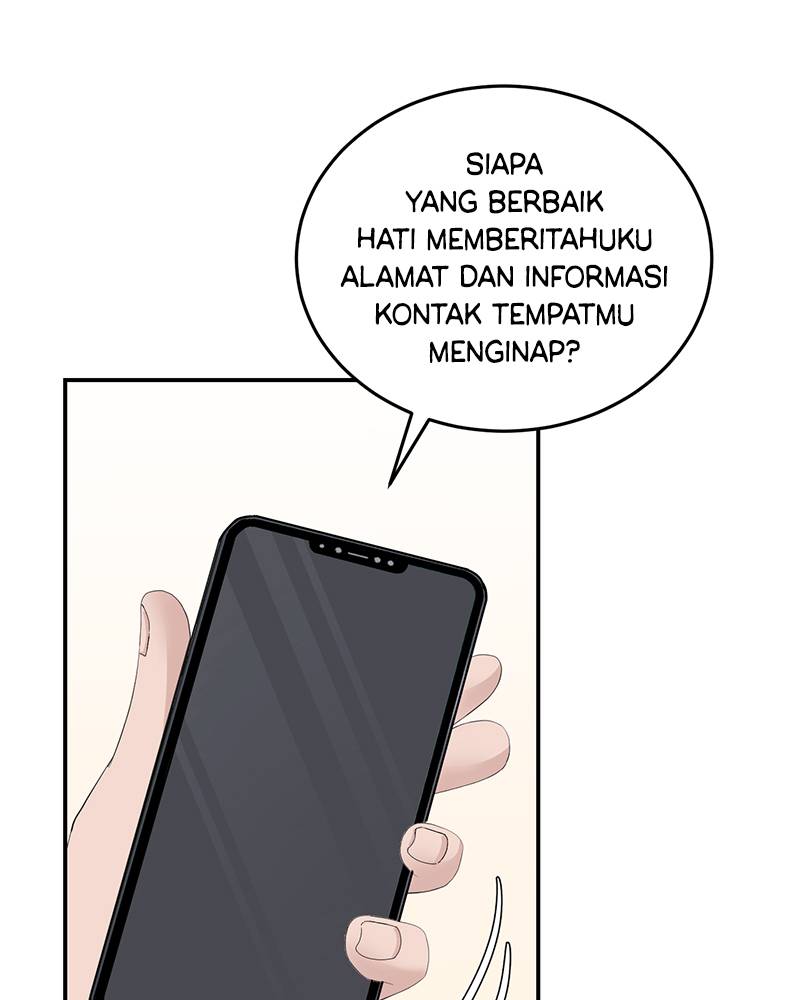 SIAPA
YANG BERBAIK
HATI MEMBERITAHUKU
ALAMAT DAN INFORMASI
KONTAK TEMPATMU
MENGINAP?